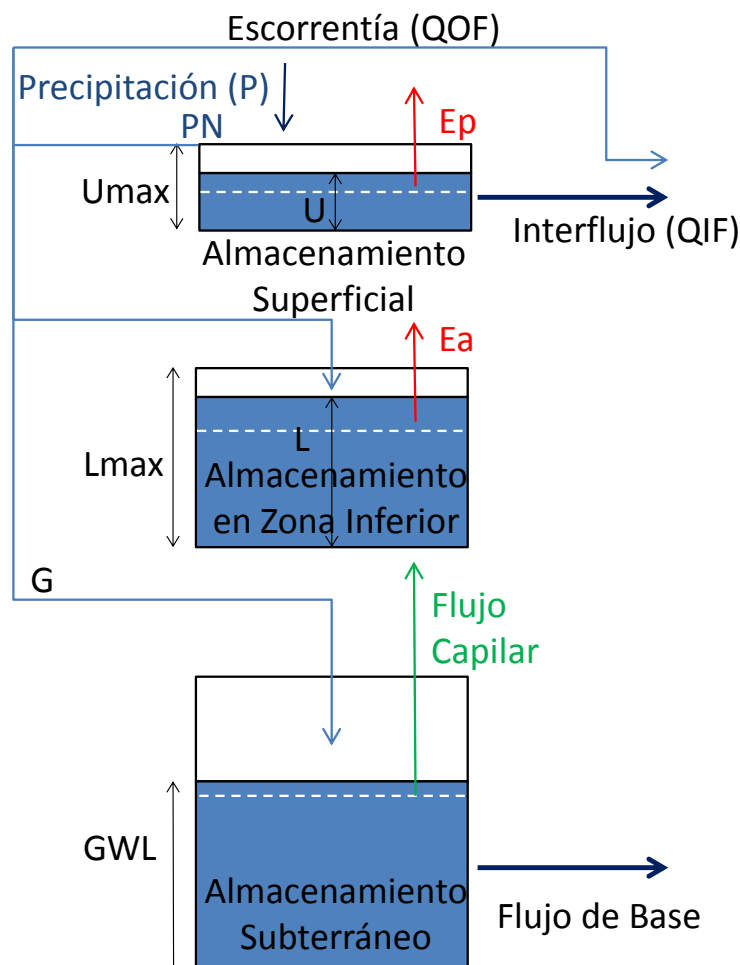 Escorrentía (QOF)
Precipitación (P)
PN
Ep
Umax
U
Interflujo (QIF)
Almacenamiento
Superficial
Ea
Lmax
L
Almacenamiento
en Zona Inferior
G
Flujo
Capilar
GWL
Almacenamiento
Subterráneo
Flujo de Base